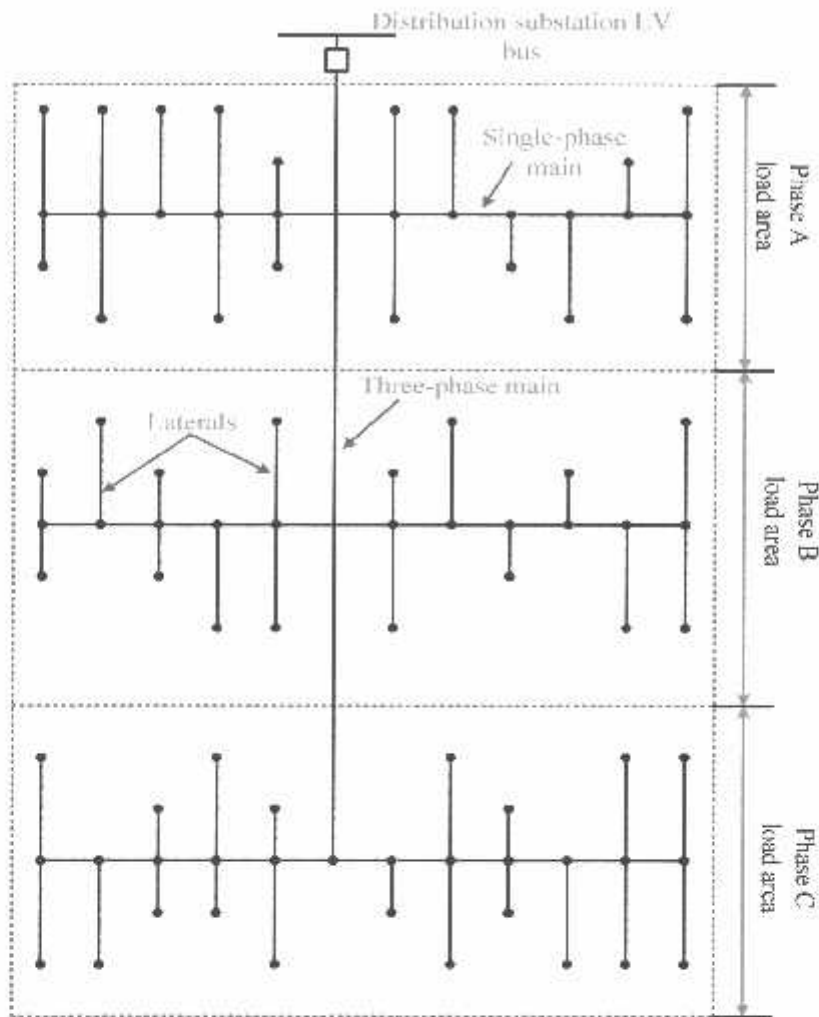 Distribution substation LV
bus
Single-phase
main
Phase A
load area
Three-phase main
Laterals
Phase B
load area
Phase C
load area